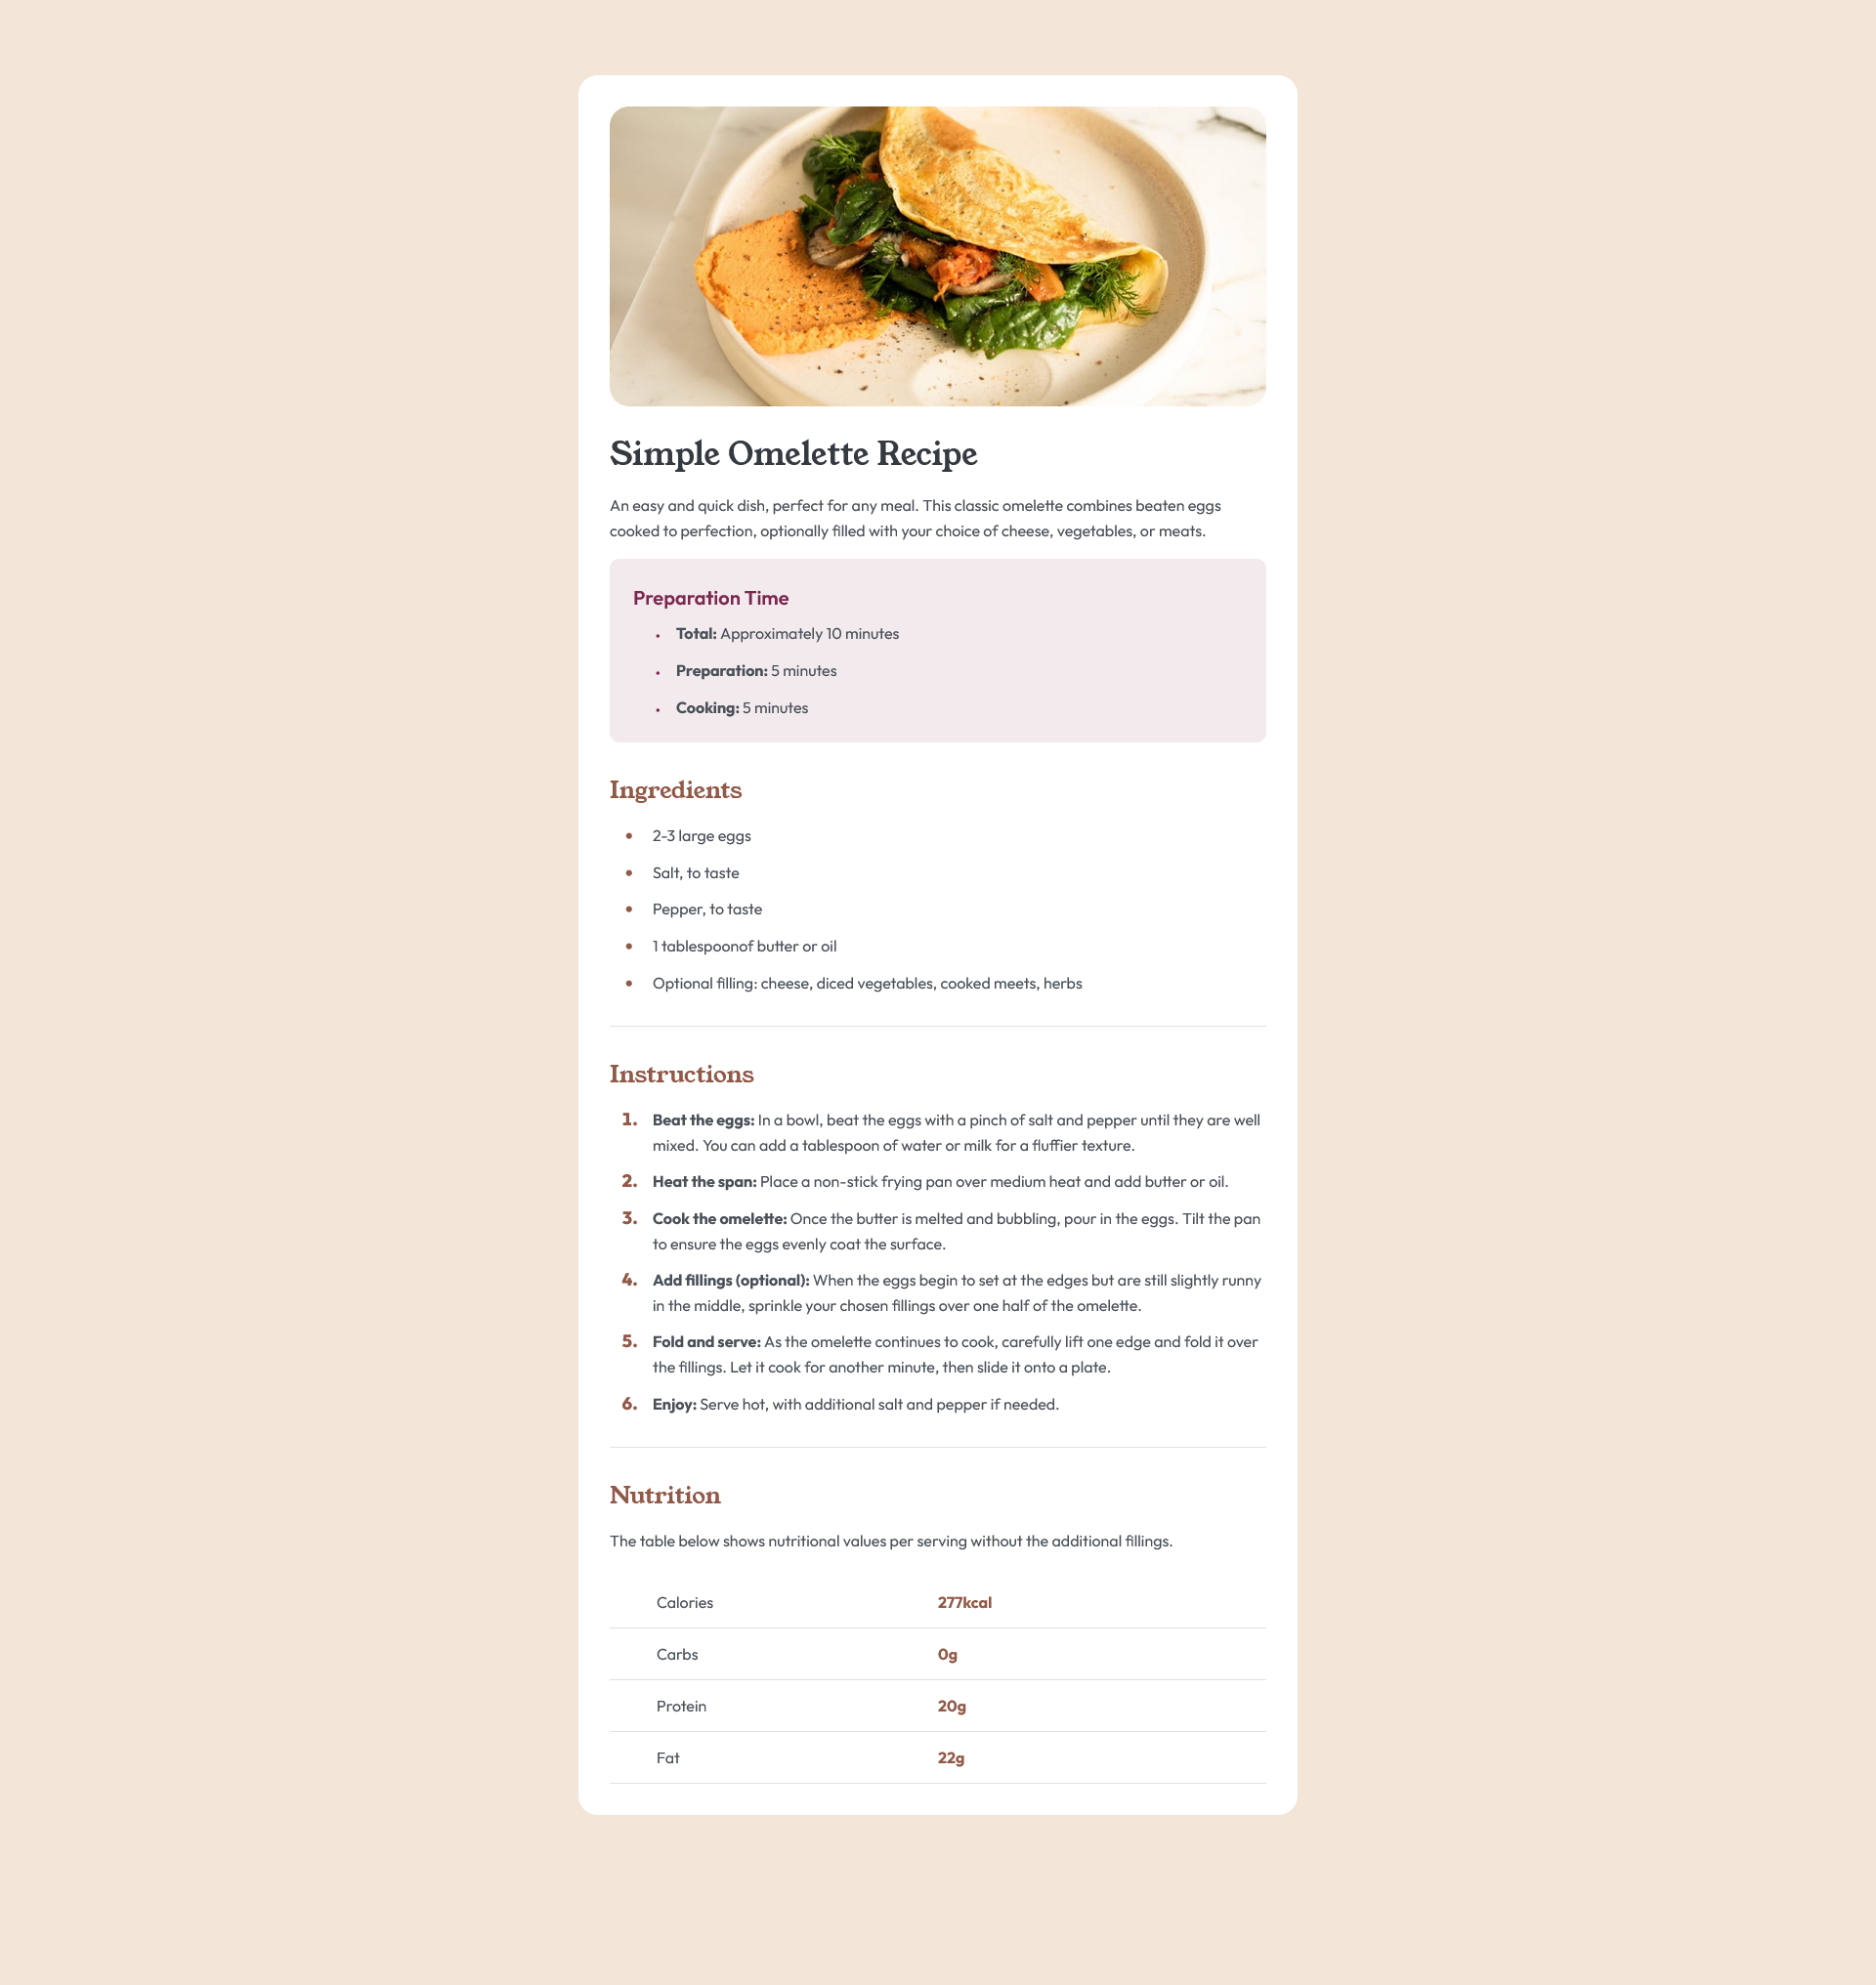 Simple Omelette Recipe
An easy and quick dish, perfect for any meal. This classic omelette combines beaten eggs
cooked to perfection, optionally filled with your choice of cheese, vegetables, or meats.
Preparation Time
• Total: Approximately 10 minutes
• Preparation: 5 minutes
• Cooking: 5 minutes
Ingredients
• 2-3 large eggs
• Salt, to taste
• Pepper, to taste
• 1 tablespoonof butter or oil
• Optional filling: cheese, diced vegetables, cooked meets, herbs
Instructions
1. Beat the eggs: In a bowl, beat the eggs with a pinch of salt and pepper until they are well
mixed. You can add a tablespoon of water or milk for a fluffier texture.
2. Heat the span: Place a non-stick frying pan over medium heat and add butter or oil.
3. Cook the omelette: Once the butter is melted and bubbling, pour in the eggs. Tilt the pan
to ensure the eggs evenly coat the surface.
4. Add fillings (optional): When the eggs begin to set at the edges but are still slightly runny
in the middle, sprinkle your chosen fillings over one half of the omelette.
5. Fold and serve: As the omelette continues to cook, carefully lift one edge and fold it over
the fillings. Let it cook for another minute, then slide it onto a plate.
6. Enjoy: Serve hot, with additional salt and pepper if needed.
Nutrition
The table below shows nutritional values per serving without the additional fillings.
Calories 277kcal
Carbs 0g
Protein 20g
Fat 22g